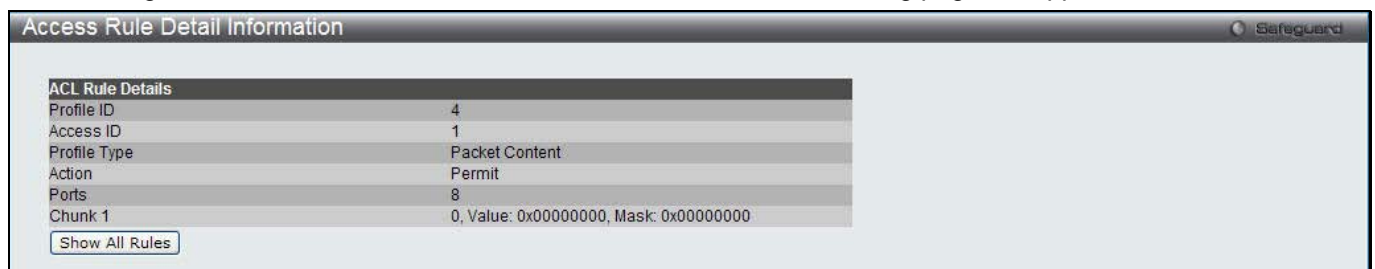 Access Rule Detail Information
Safeguard
ACL Rule Details
Profile ID 4
Access ID 1
Profile Type Packet Content
Action Permit
Ports 8
Chunk 1 0, Value: 0x00000000, Mask: 0x00000000
Show All Rules